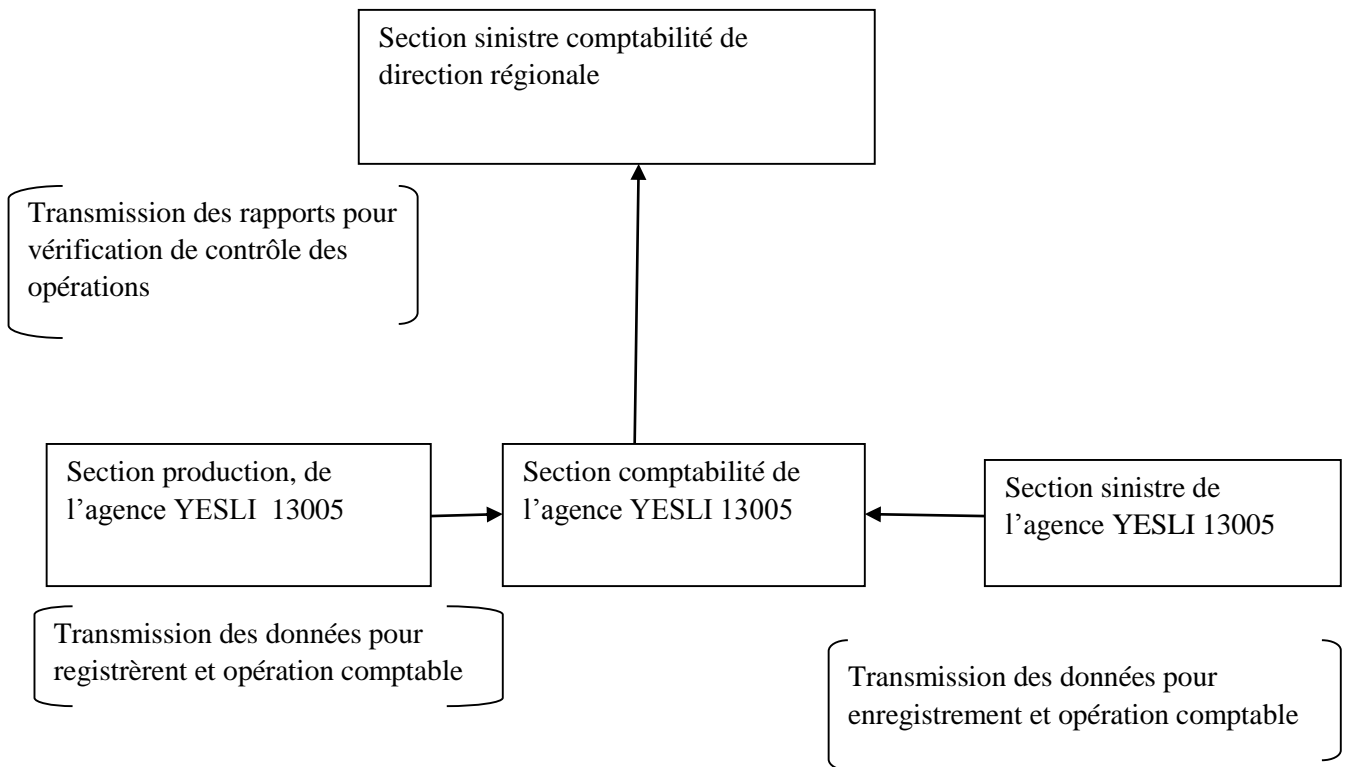 Section sinistre comptabilité de
direction régionale
Transmission des rapports pour
vérification de contrôle des
opérations
Section production, de
l’agence YESLI 13005
Section comptabilité de
l’agence YESLI 13005
Section sinistre de
l’agence YESLI 13005
Transmission des données pour
registrèrent et opération comptable
Transmission des données pour
enregistrement et opération comptable